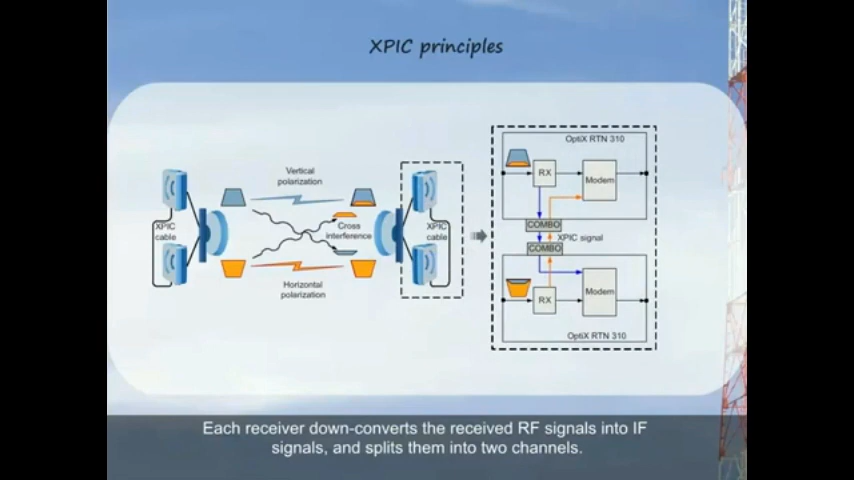 XPIC principles
OptiX RTN 310
Vertical
polarization
RX
Modem
XPIC
cable
Cross
interference
XPIC
cable
COMBO
XPIC signal
COMBO
Horizontal
polarization
RX
Modem
OptiX RTN 310
Each receiver down-converts the received RF signals into IF
signals, and splits them into two channels.